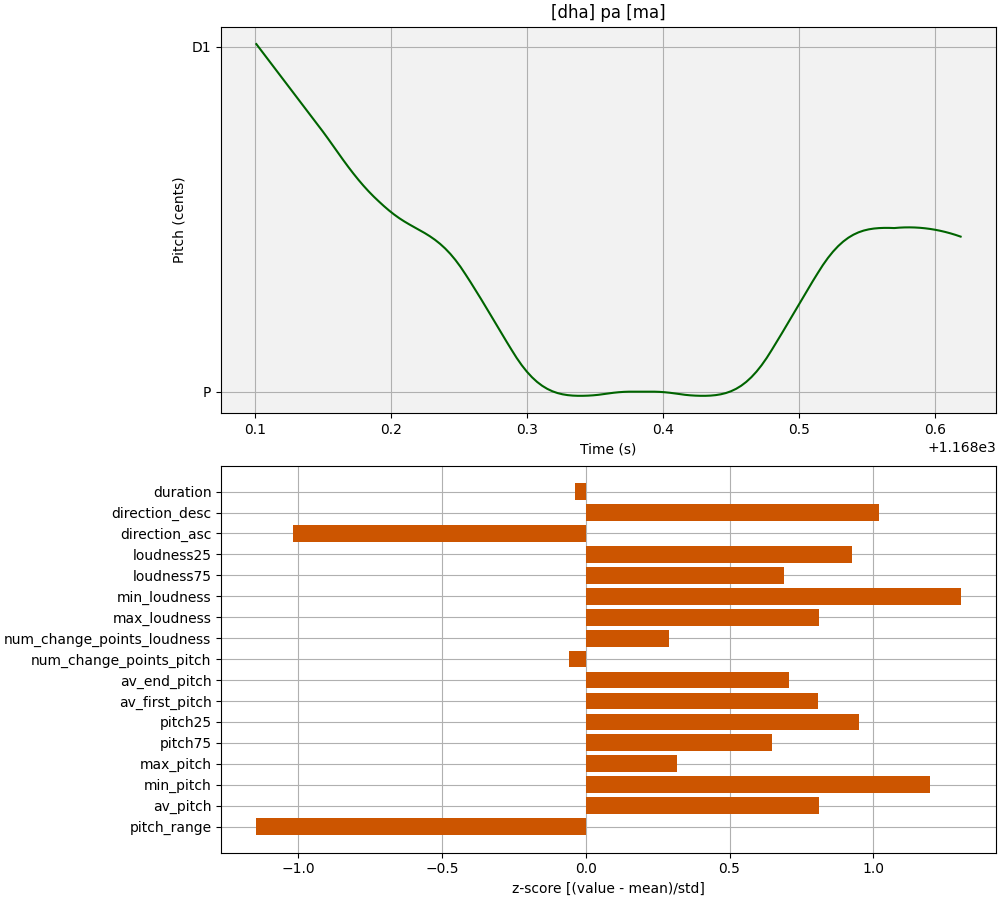 [dha] pa [ma]
D1
P
Pitch (cents)
0.1 0.2 0.3 0.4 0.5 0.6
Time (s)
+1.168e3
duration
direction_desc
direction_asc
loudness25
loudness75
min_loudness
max_loudness
num_change_points_loudness
num_change_points_pitch
av_end_pitch
av_first_pitch
pitch25
pitch75
max_pitch
min_pitch
av_pitch
pitch_range
−1.0 −0.5 0.0 0.5 1.0
z-score [(value - mean)/std]